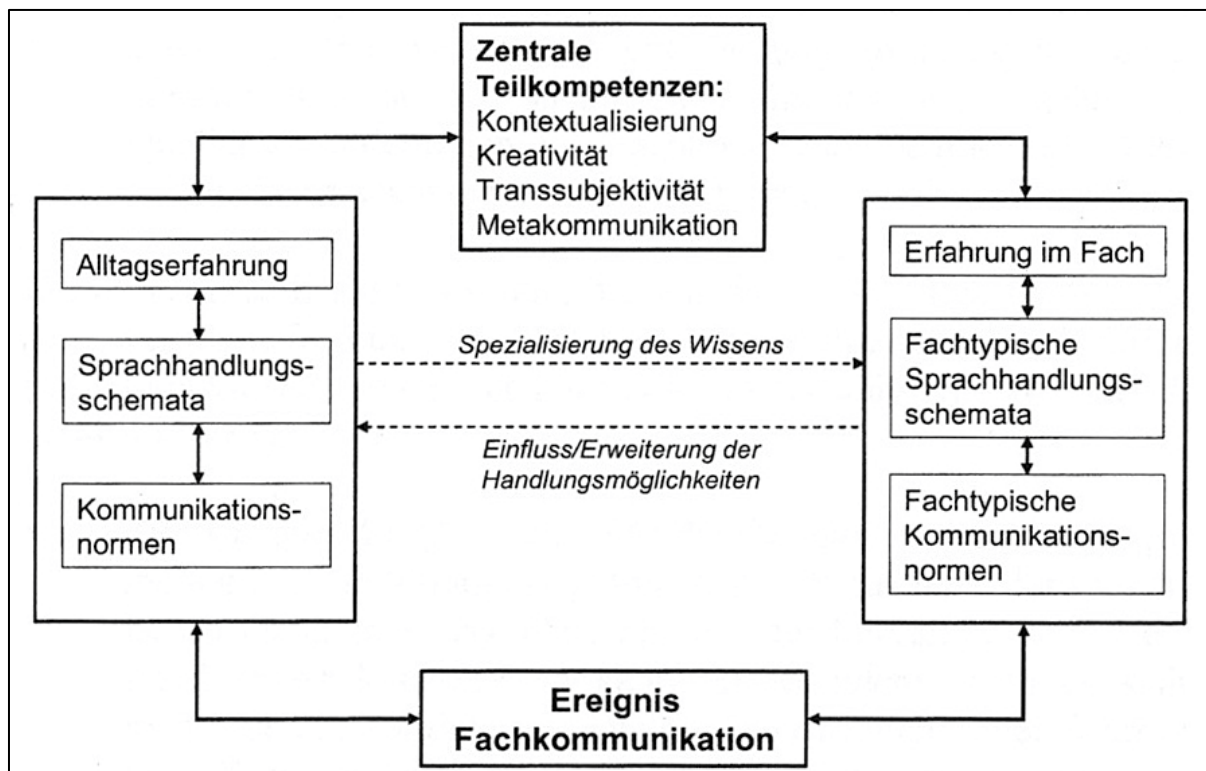 Zentrale
Teilkompetenzen:
Kontextualisierung
Kreativität
Transsubjektivität
Metakommunikation
Alltagserfahrung
Sprachhandlungs-
schemata
Kommunikations-
normen
Spezialisierung des Wissens
Einfluss/Erweiterung der
Handlungsmöglichkeiten
Erfahrung im Fach
Fachtypische
Sprachhandlungs-
schemata
Fachtypische
Kommunikations-
normen
Ereignis
Fachkommunikation